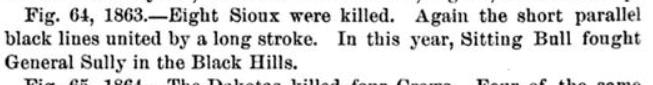 Fig. 64, 1863.—Eight Sioux were killed. Again the short parallel
black lines united by a long stroke. In this year, Sitting Bull fought
General Sully in the Black Hills.